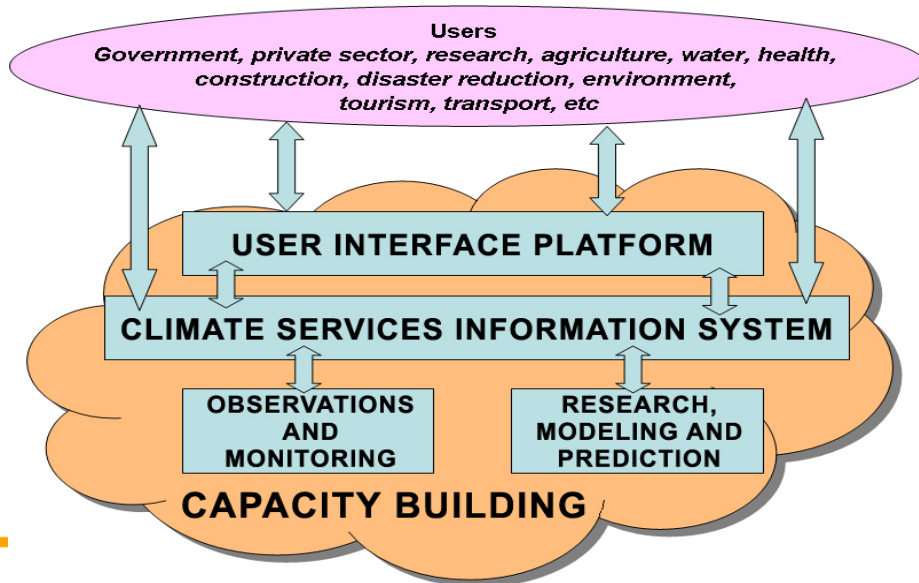 Users
Government, private sector, research, agriculture, water, health,
construction, disaster reduction, environment,
tourism, transport, etc
USER INTERFACE PLATFORM
CLIMATE SERVICES INFORMATION SYSTEM
OBSERVATIONS
AND
MONITORING
RESEARCH,
MODELING AND
PREDICTION
CAPACITY BUILDING